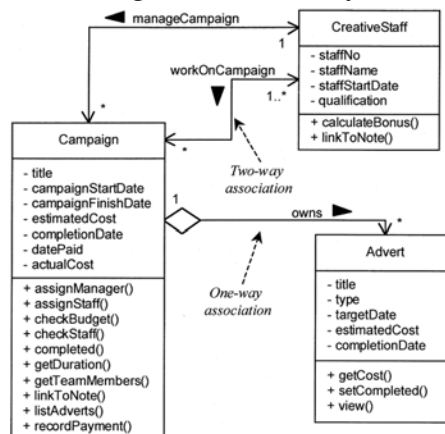 manageCampaign
1
*
CreativeStaff
- staffNo
- staffName
- staffStartDate
- qualification
+ calculateBonus()
+ linkToNote()
workOnCampaign
1..*
*
Two-way
association
Campaign
- title
- campaignStartDate
- campaignFinishDate
- estimatedCost
- completionDate
- datePaid
- actualCost
+ assignManager()
+ assignStaff()
+ checkBudget()
+ checkStaff()
+ completed()
+ getDuration()
+ getTeamMembers()
+ linkToNote()
+ listAdverts()
+ recordPayment()
1
owns
*
One-way
association
Advert
- title
- type
- targetDate
- estimatedCost
- completionDate
+ getCost()
+ setCompleted()
+ view()